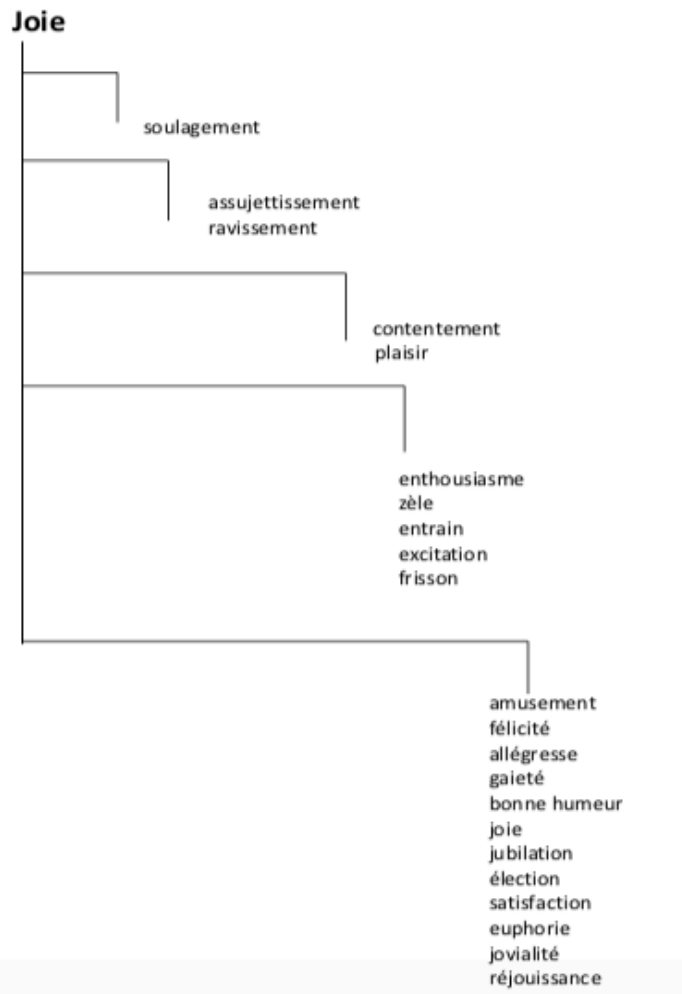 Joie
soulagement
assujettissement
ravissement
contentement
plaisir
enthousiasme
zèle
entrain
excitation
frisson
amusement
félicité
allégresse
gaieté
bonne humeur
joie
jubilation
élection
satisfaction
euphorie
jovialité
réjouissance